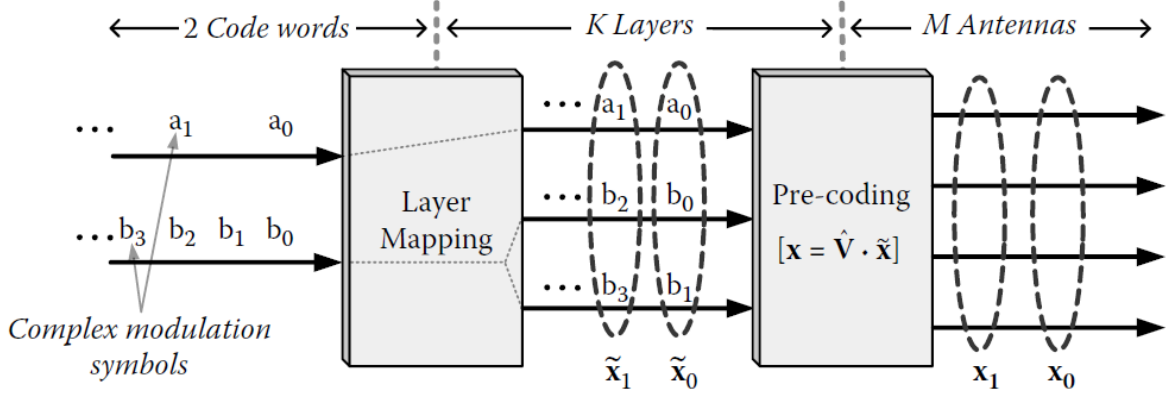 2 Code words K Layers M Antennas
... a₁ a₀
... a₁ a₀
... b₃ b₂ b₁ b₀
Layer
Mapping
... b₂ b₀
... b₃ b₁
Pre-coding
[x = V̂ · x̃]
Complex modulation
symbols
x̃₁ x̃₀
x₁ x₀